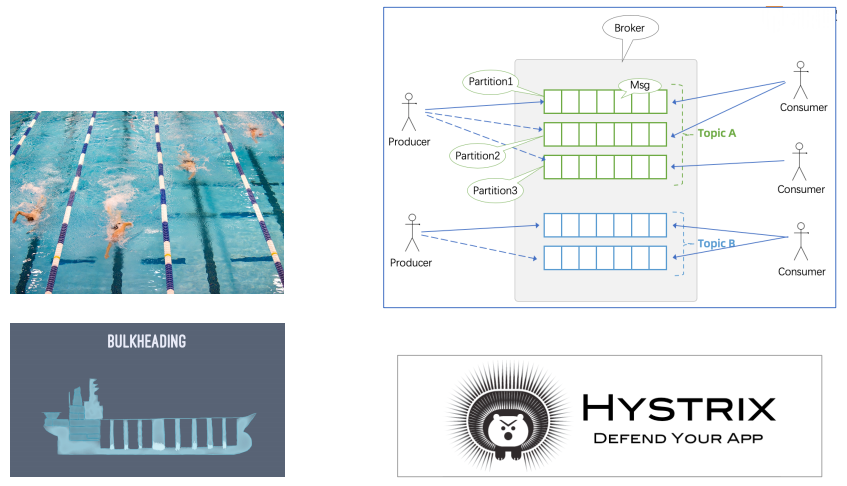 Broker
Partition1
Msg
Consumer
Producer
Topic A
Partition2
Consumer
Partition3
Topic B
Producer
Consumer
BULKHEADING
HYSTRIX
DEFEND YOUR APP